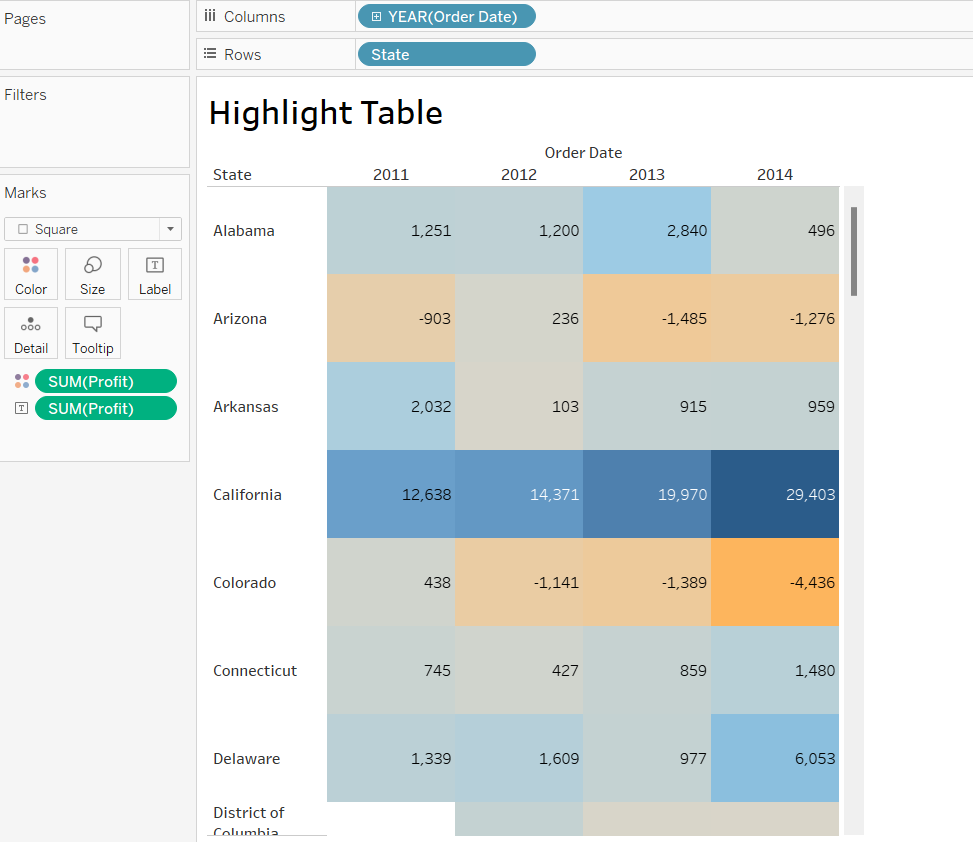 Pages
Columns
YEAR(Order Date)
Rows
State
Filters
Highlight Table
Order Date
State 2011 2012 2013 2014
Marks
Square
Color Size Label
Detail Tooltip
SUM(Profit)
T SUM(Profit)
Alabama 1,251 1,200 2,840 496
Arizona -903 236 -1,485 -1,276
Arkansas 2,032 103 915 959
California 12,638 14,371 19,970 29,403
Colorado 438 -1,141 -1,389 -4,436
Connecticut 745 427 859 1,480
Delaware 1,339 1,609 977 6,053
District of
Columbia